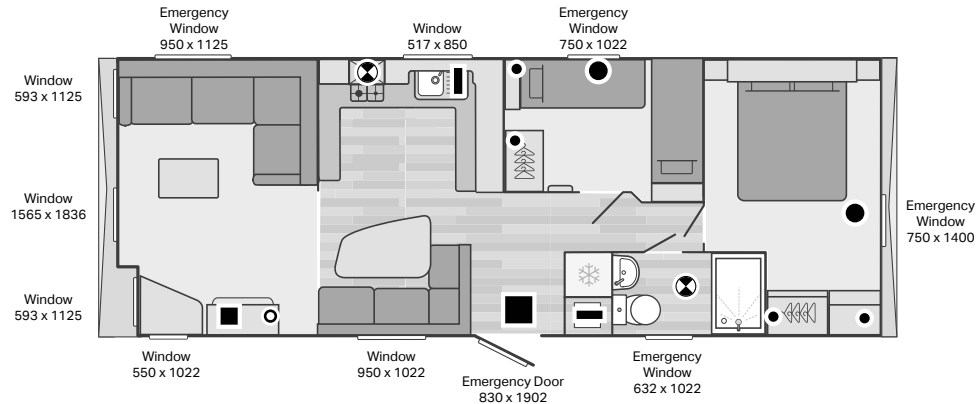 Emergency
Window
950 x 1125
Window
517 x 850
Emergency
Window
750 x 1022
Window
593 x 1125
Window
1565 x 1836
Emergency
Window
750 x 1400
Window
593 x 1125
Window
550 x 1022
Window
950 x 1022
Emergency Door
830 x 1902
Emergency
Window
632 x 1022